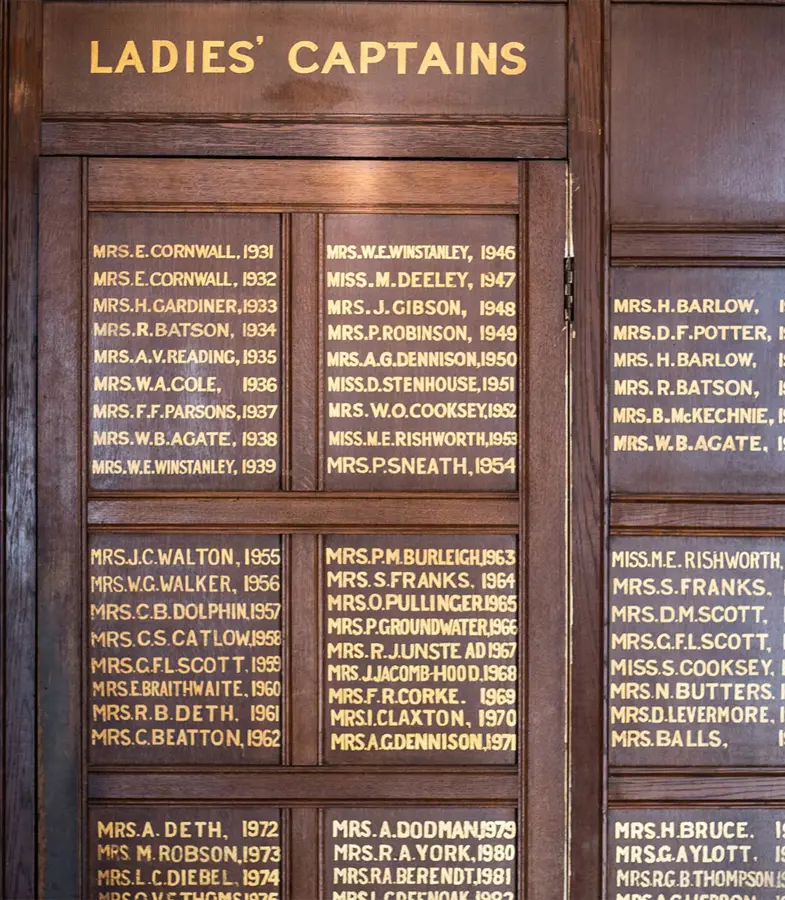 LADIES' CAPTAINS
MRS.E.CORNWALL,1931
MRS.E.CORNWALL,1932
MRS.H.GARDINER,1933
MRS.R.BATSON, 1934
MRS.A.V.READING,1935
MRS.W.A.COLE, 1936
MRS.F.F.PARSONS,1937
MRS.W.B.AGATE, 1938
MRS.W.E.WINSTANLEY, 1939
MRS.W.E.WINSTANLEY, 1946
MISS.M.DEELEY, 1947
MRS.J.GIBSON, 1948
MRS.P.ROBINSON, 1949
MRS.A.G.DENNISON,1950
MISS.D.STENHOUSE,1951
MRS.W.O.COOKSEY,1952
MISS.M.E.RISHWORTH,1953
MRS.P.SNEATH,1954
MRS.J.C.WALTON, 1955
MRS.W.G.WALKER, 1956
MRS.C.B.DOLPHIN,1957
MRS.C.S.CATLOW,1958
MRS.G.F.L.SCOTT, 1959
MRS.E.BRAITHWAITE, 1960
MRS.R.B.DETH. 1961
MRS.C.BEATTON,1962
MRS.P.M.BURLEIGH,1963
MRS.S.FRANKS. 1964
MRS.O.PULLINGER.1965
MRS.P.GROUNDWATER,1966
MRS.R.J.UNSTEAD 1967
MRS.J.JACOMB-HOOD.1968
MRS.F.R.CORKE. 1969
MRS.I.CLAXTON, 1970
MRS.A.G.DENNISON,1971
MRS.A. DETH, 1972
MRS. M.ROBSON,1973
MRS.L.C.DIEBEL, 1974
MRS.A.DODMAN,1979
MRS.R.A.YORK, 1980
MRS.R.A.BERENDT,1981
MRS.H.BARLOW,
MRS.D.F.POTTER,
MRS.H.BARLOW,
MRS.R.BATSON,
MRS.B.McKECHNIE,
MRS.W.B.AGATE,
MISS.M.E.RISHWORTH,
MRS.S.FRANKS.
MRS.D.M.SCOTT,
MRS.G.F.L.SCOTT,
MISS.S.COOKSEY,
MRS.N.BUTTERS.
MRS.D.LEVERMORE,
MRS.BALLS,
MRS.H.BRUCE.
MRS.G.AYLOTT,
MRS.R.G.B.THOMPSON,